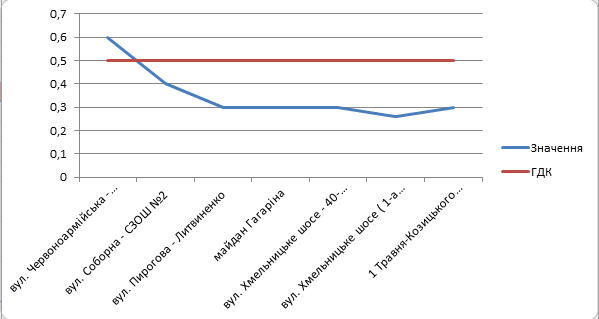 0,7
0,6
0,5
0,4
0,3
0,2
0,1
0
вул. Червоноармійська -...
вул. Соборна - СЗОШ №2
вул. Пирогова - Литвиненко
майдан Гагаріна
вул. Хмельницьке шосе - 40-...
вул. Хмельницьке шосе ( 1-а...
1 Травня-Козицького...
Значення
ГДК